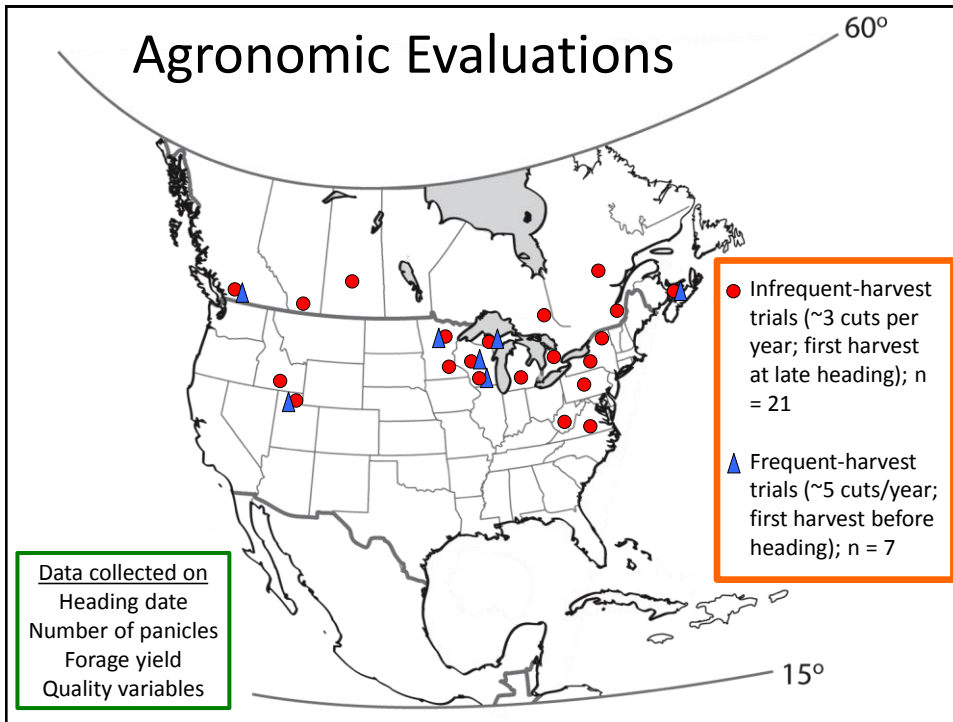 Agronomic Evaluations
60º
Infrequent-harvest
trials (~3 cuts per
year; first harvest
at late heading); n
= 21
Frequent-harvest
trials (~5 cuts/year;
first harvest before
heading); n = 7
Data collected on
Heading date
Number of panicles
Forage yield
Quality variables
15º